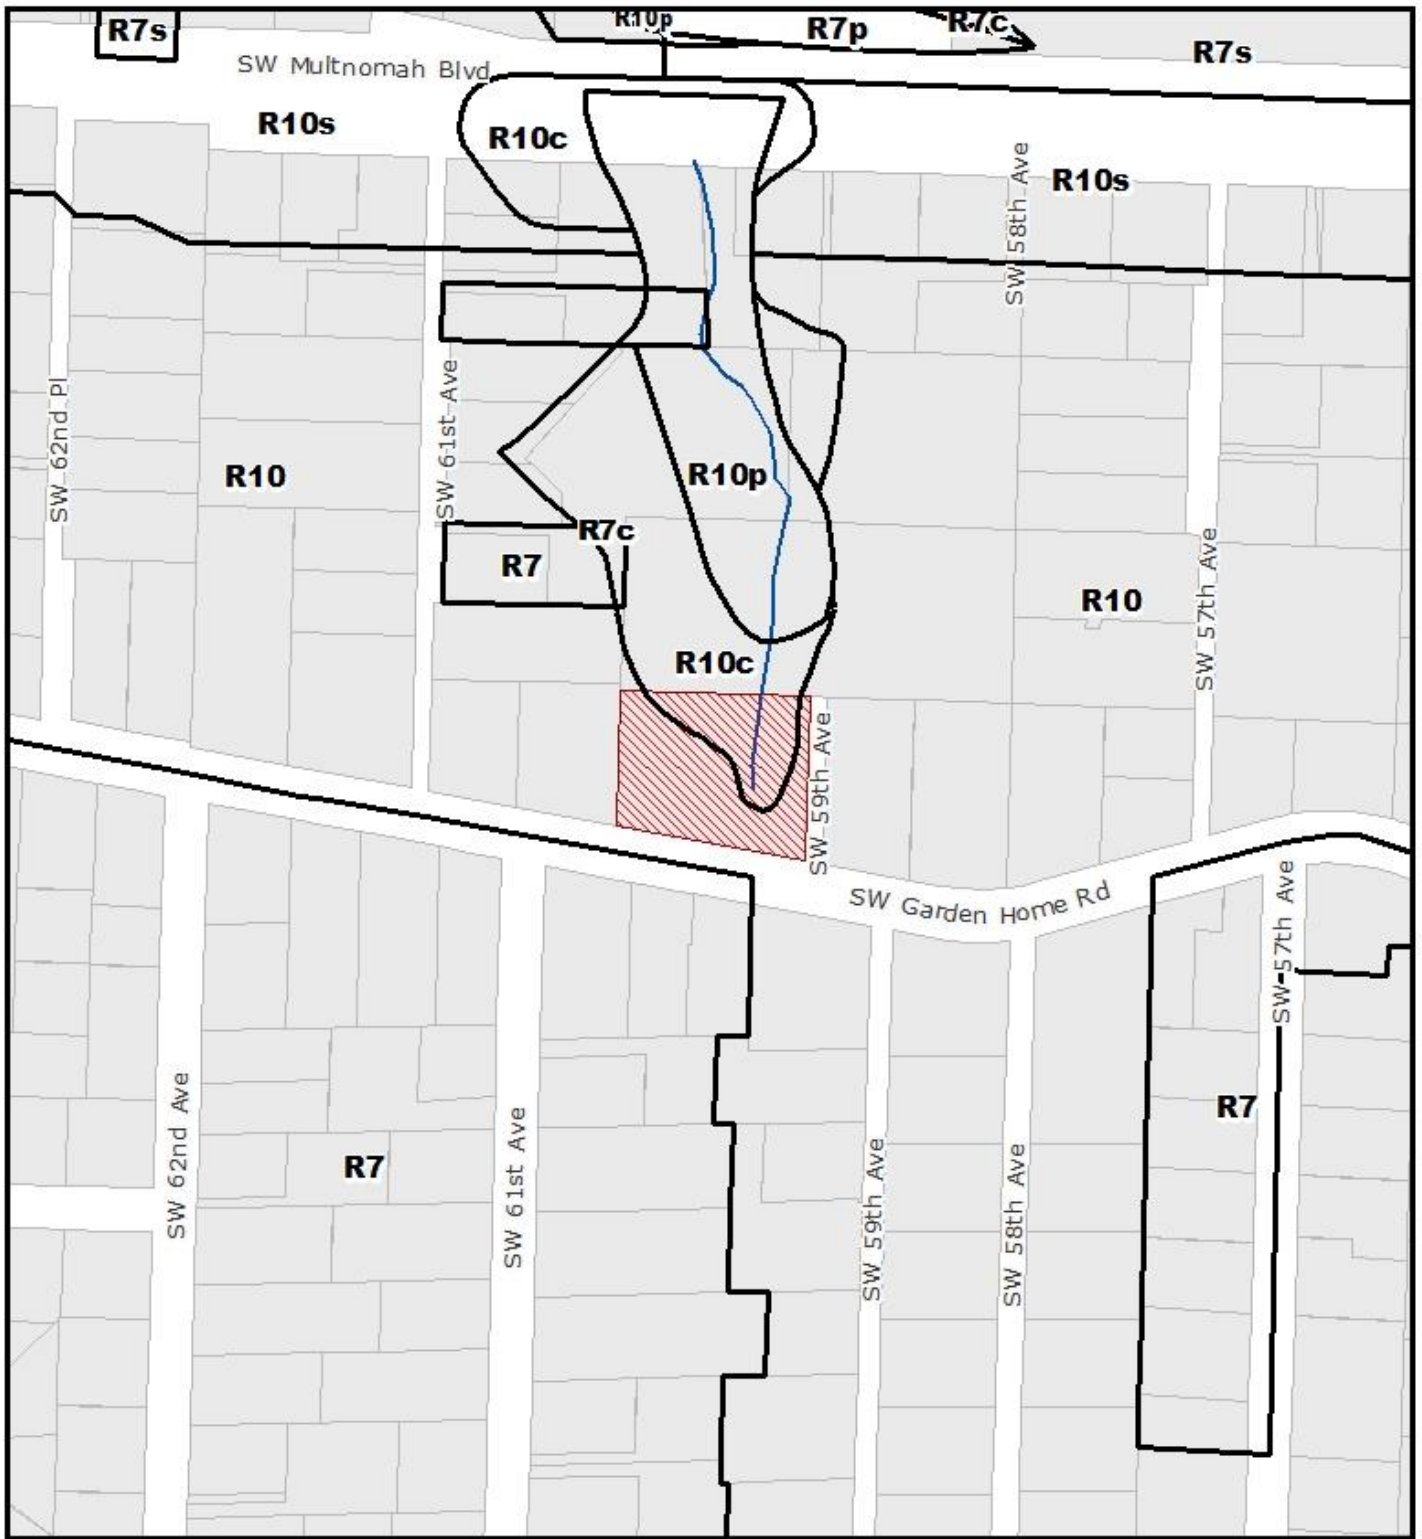 R7s
R10p
R7p
R7c
R7s
SW Multnomah Blvd
R10s
R10c
R10s
SW 58th Ave
SW 62nd Pl
R10
SW 61st Ave
R10p
R7c
R7
R10
SW 57th Ave
R10c
SW 59th Ave
SW Garden Home Rd
SW 57th Ave
R7
SW 62nd Ave
R7
SW 61st Ave
SW 59th Ave
SW 58th Ave